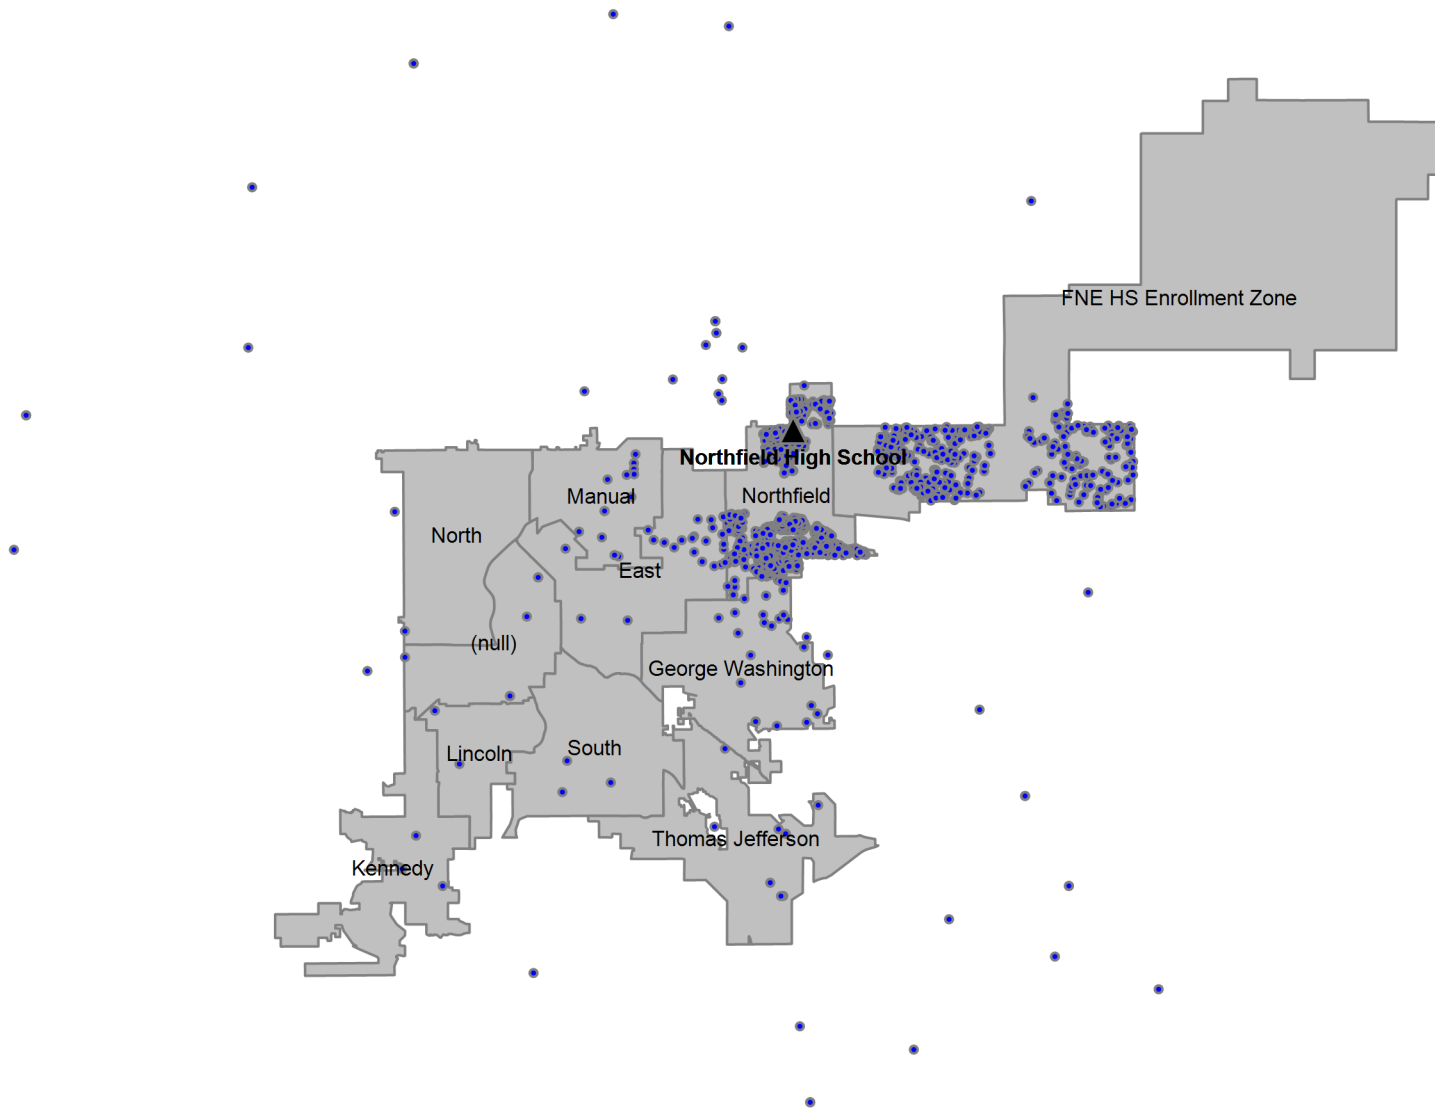 FNE HS Enrollment Zone
Northfield High School
Manual
Northfield
North
East
(null)
George Washington
Lincoln
South
Thomas Jefferson
Kennedy